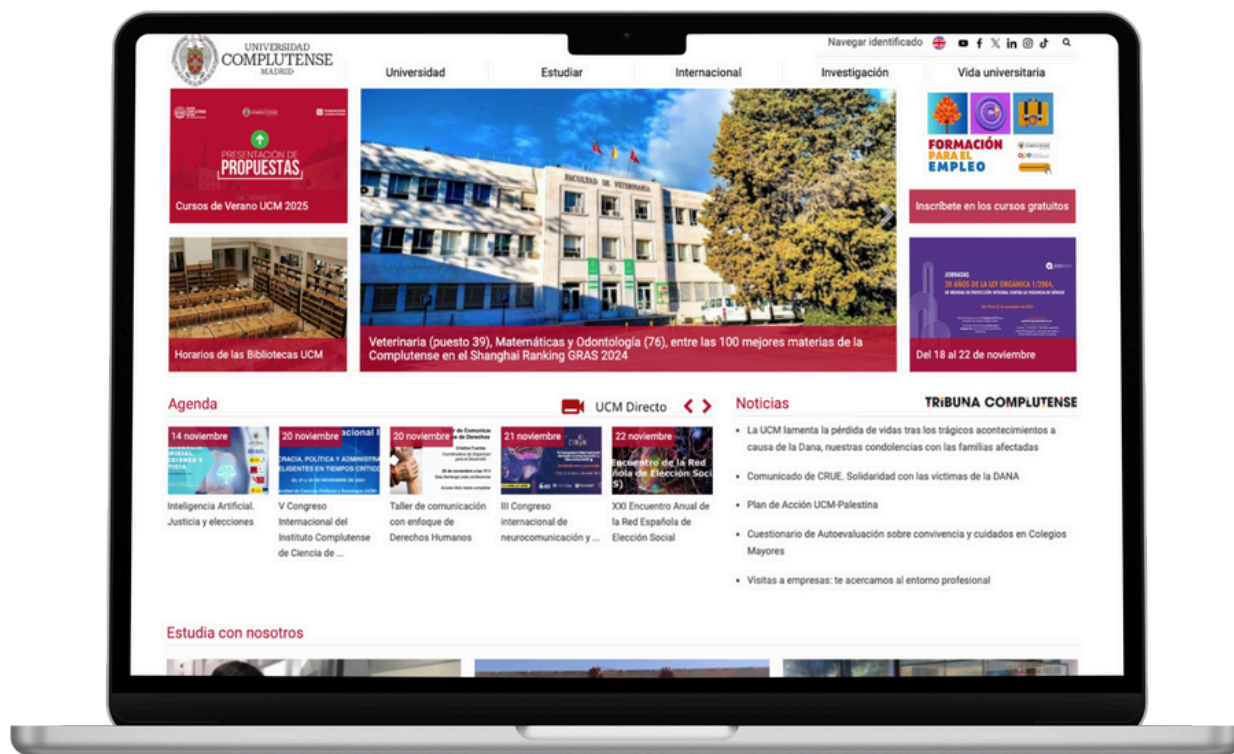 UNIVERSIDAD
COMPLUTENSE
MADRID
Navegar identificado
Universidad
Estudiar
Internacional
Investigación
Vida universitaria
PRESENTACIÓN DE
PROPUESTAS
Cursos de Verano UCM 2025
Horarios de las Bibliotecas UCM
FACULTAD DE VETERINARIA
Veterinaria (puesto 39), Matemáticas y Odontología (76), entre las 100 mejores materias de la
Complutense en el Shanghai Ranking GRAS 2024
FORMACIÓN
PARA EL
EMPLEO
Inscríbete en los cursos gratuitos
JORNADAS
20 AÑOS DE LA LEY ORGÁNICA 1/2004,
DE MEDIDAS DE PROTECCIÓN INTEGRAL CONTRA LA VIOLENCIA DE GÉNERO
Del 18 al 22 de noviembre
Agenda
UCM Directo
14 noviembre
Inteligencia Artificial.
Justicia y elecciones
20 noviembre
V Congreso
Internacional del
Instituto Complutense
de Ciencia de ...
20 noviembre
Taller de comunicación
con enfoque de
Derechos Humanos
21 noviembre
III Congreso
internacional de
neurocomunicación y ...
22 noviembre
XXI Encuentro Anual de
la Red Española de
Elección Social
Noticias
TRIBUNA COMPLUTENSE
• La UCM lamenta la pérdida de vidas tras los trágicos acontecimientos a
causa de la Dana, nuestras condolencias con las familias afectadas
• Comunicado de CRUE. Solidaridad con las víctimas de la DANA
• Plan de Acción UCM-Palestina
• Cuestionario de Autoevaluación sobre convivencia y cuidados en Colegios
Mayores
• Visitas a empresas: te acercamos al entorno profesional
Estudia con nosotros